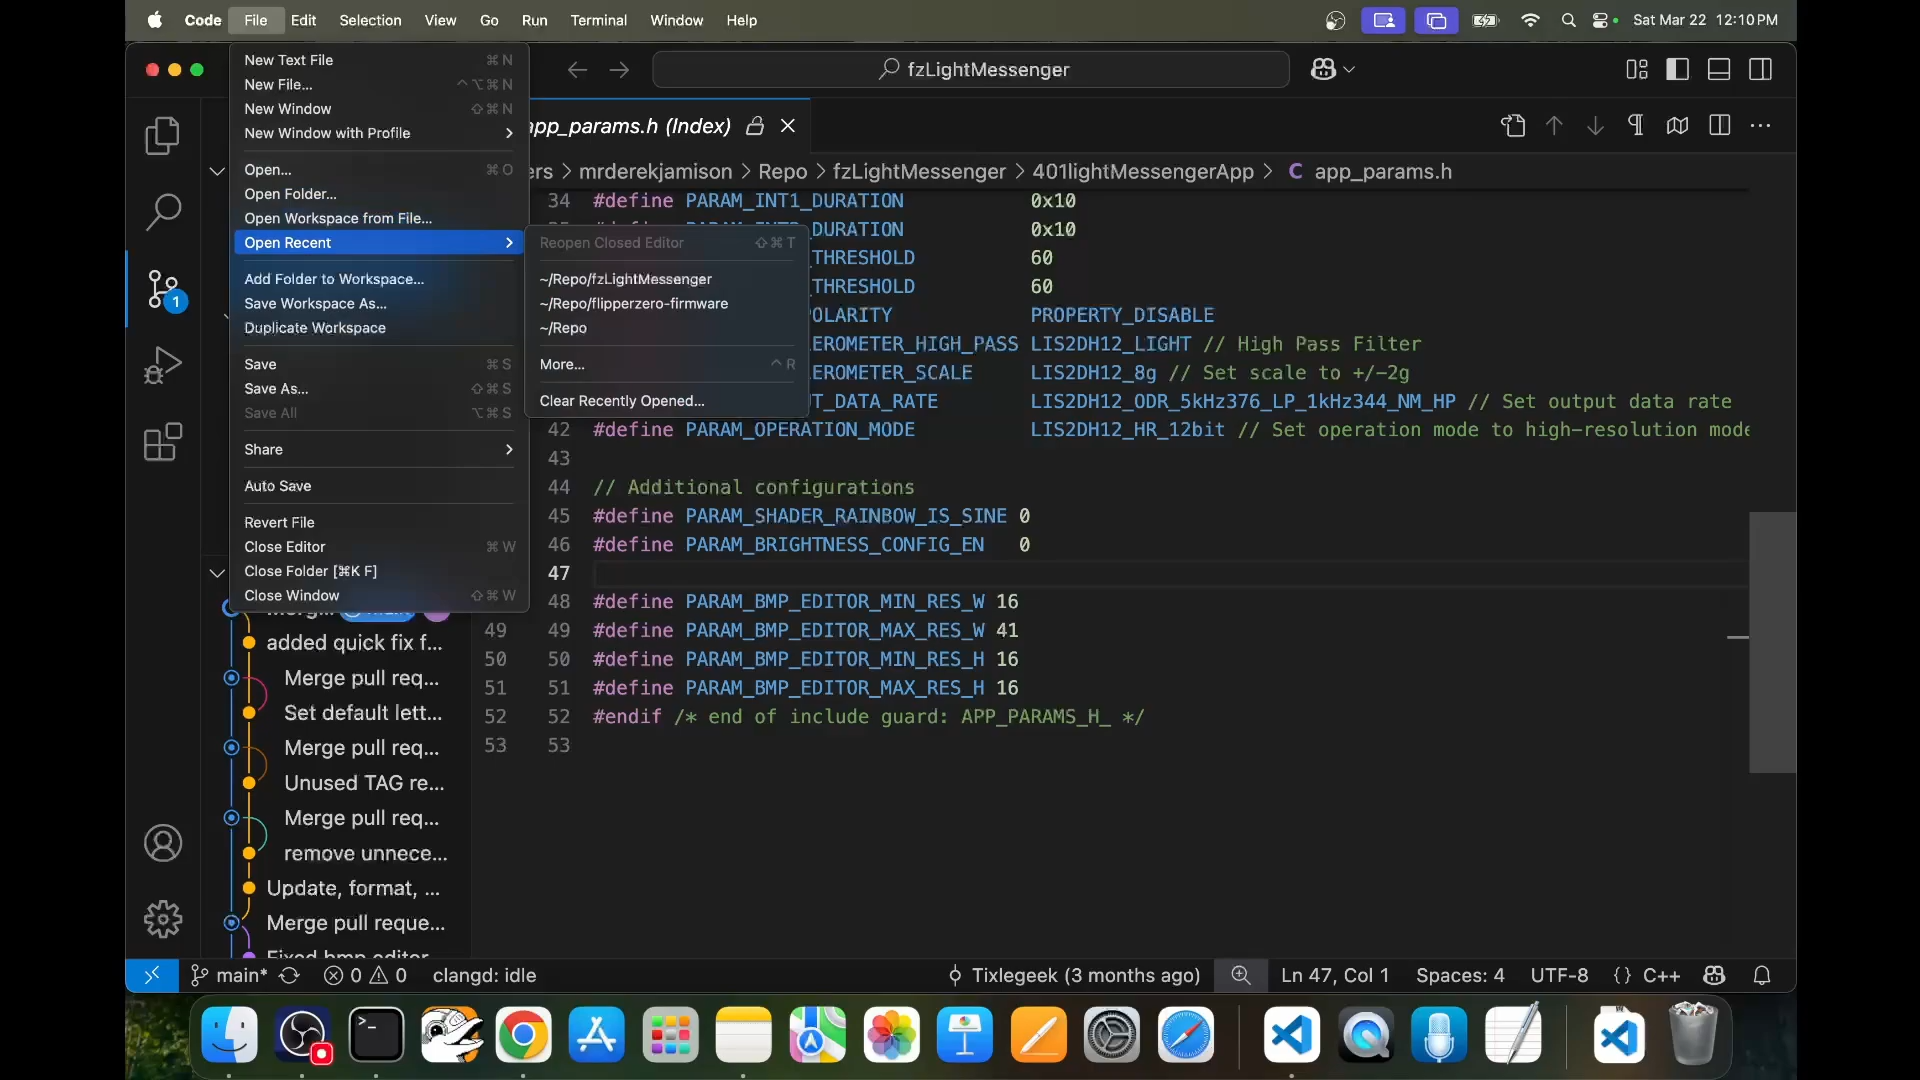 Code File Edit Selection View Go Run Terminal Window Help
Sat Mar 22 12:10 PM
fzLightMessenger
New Text File ⌘ N
New File... ⌃⌥⌘ N
New Window ⇧⌘ N
New Window with Profile
Open... ⌘ O
Open Folder...
Open Workspace from File...
Open Recent
Add Folder to Workspace...
Save Workspace As...
Duplicate Workspace
Save ⌘ S
Save As... ⇧⌘ S
Save All ⌥⌘ S
Share
Auto Save
Revert File
Close Editor ⌘ W
Close Folder [⌘K F]
Close Window ⇧⌘ W
Reopen Closed Editor ⇧⌘ T
~/Repo/fzLightMessenger
~/Repo/flipperzero-firmware
~/Repo
More... ⌃ R
Clear Recently Opened...
app_params.h (Index)
ers > mrderekjamison > Repo > fzLightMessenger > 401lightMessengerApp > C app_params.h
34 #define PARAM_INT1_DURATION 0x10
DURATION 0x10
THRESHOLD 60
THRESHOLD 60
POLARITY PROPERTY_DISABLE
EROMETER_HIGH_PASS LIS2DH12_LIGHT // High Pass Filter
EROMETER_SCALE LIS2DH12_8g // Set scale to +/-2g
T_DATA_RATE LIS2DH12_ODR_5kHz376_LP_1kHz344_NM_HP // Set output data rate
42 #define PARAM_OPERATION_MODE LIS2DH12_HR_12bit // Set operation mode to high-resolution mode
43
44 // Additional configurations
45 #define PARAM_SHADER_RAINBOW_IS_SINE 0
46 #define PARAM_BRIGHTNESS_CONFIG_EN 0
47
48 #define PARAM_BMP_EDITOR_MIN_RES_W 16
49 49 #define PARAM_BMP_EDITOR_MAX_RES_W 41
50 50 #define PARAM_BMP_EDITOR_MIN_RES_H 16
51 51 #define PARAM_BMP_EDITOR_MAX_RES_H 16
52 52 #endif /* end of include guard: APP_PARAMS_H_ */
53 53
1
added quick fix f...
Merge pull req...
Set default lett...
Merge pull req...
Unused TAG re...
Merge pull req...
remove unnece...
Update, format, ...
Merge pull reque...
Fixed bmp editor
main* 0 0 clangd: idle
Tixlegeek (3 months ago) Ln 47, Col 1 Spaces: 4 UTF-8 {} C++